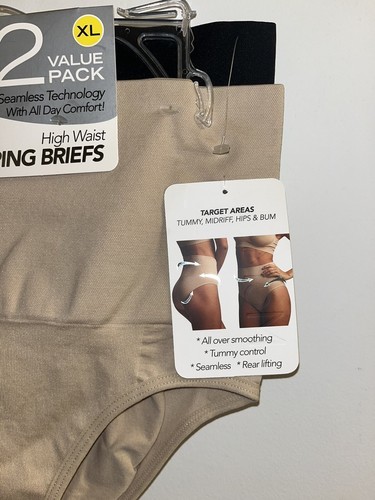 XL
2 VALUE
PACK
Seamless Technology
With All Day Comfort!
High Waist
PING BRIEFS
TARGET AREAS
TUMMY, MIDRIFF, HIPS & BUM
* All over smoothing
* Tummy control
* Seamless * Rear lifting